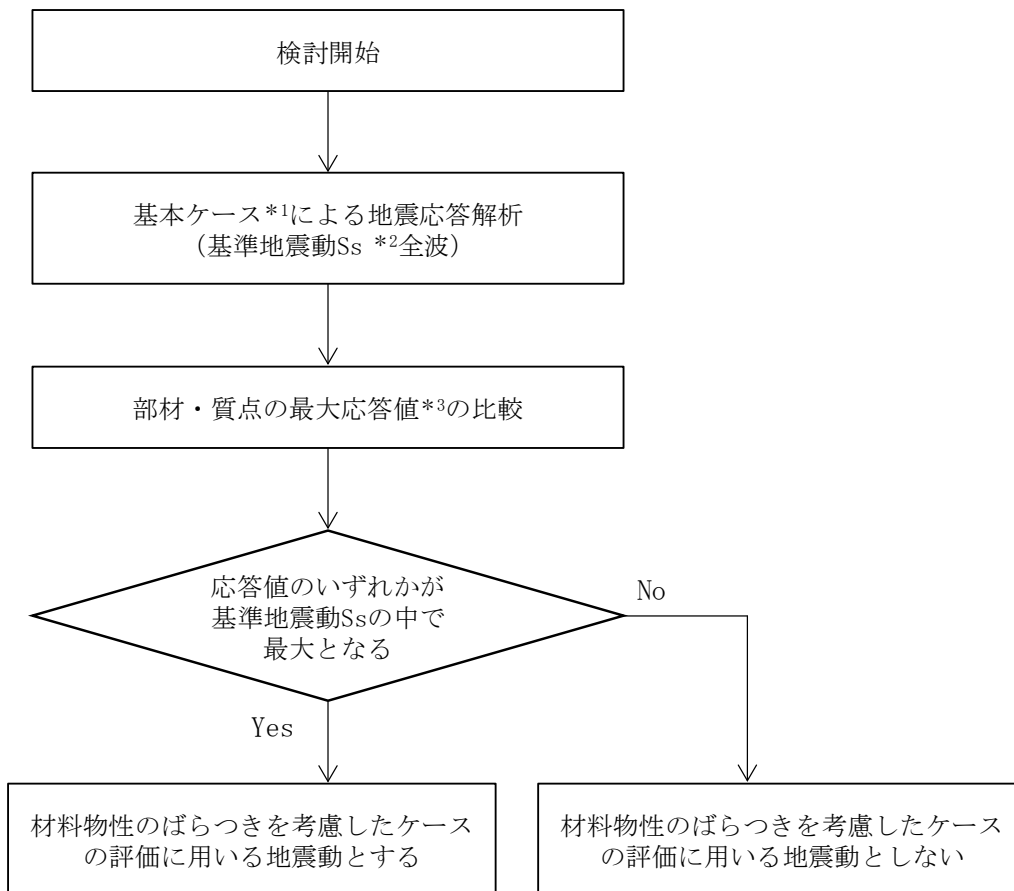 検討開始
基本ケース*1による地震応答解析
（基準地震動Ss *2全波）
部材・質点の最大応答値*3の比較
応答値のいずれかが
基準地震動Ssの中で
最大となる
No
Yes
材料物性のばらつきを考慮したケース
の評価に用いる地震動とする
材料物性のばらつきを考慮したケース
の評価に用いる地震動としない